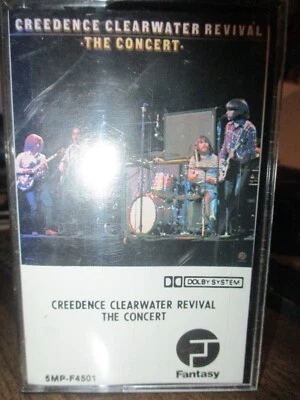 CREEDENCE CLEARWATER REVIVAL
·THE CONCERT·
DOLBY SYSTEM
CREEDENCE CLEARWATER REVIVAL
THE CONCERT
5MP-F4501
Fantasy